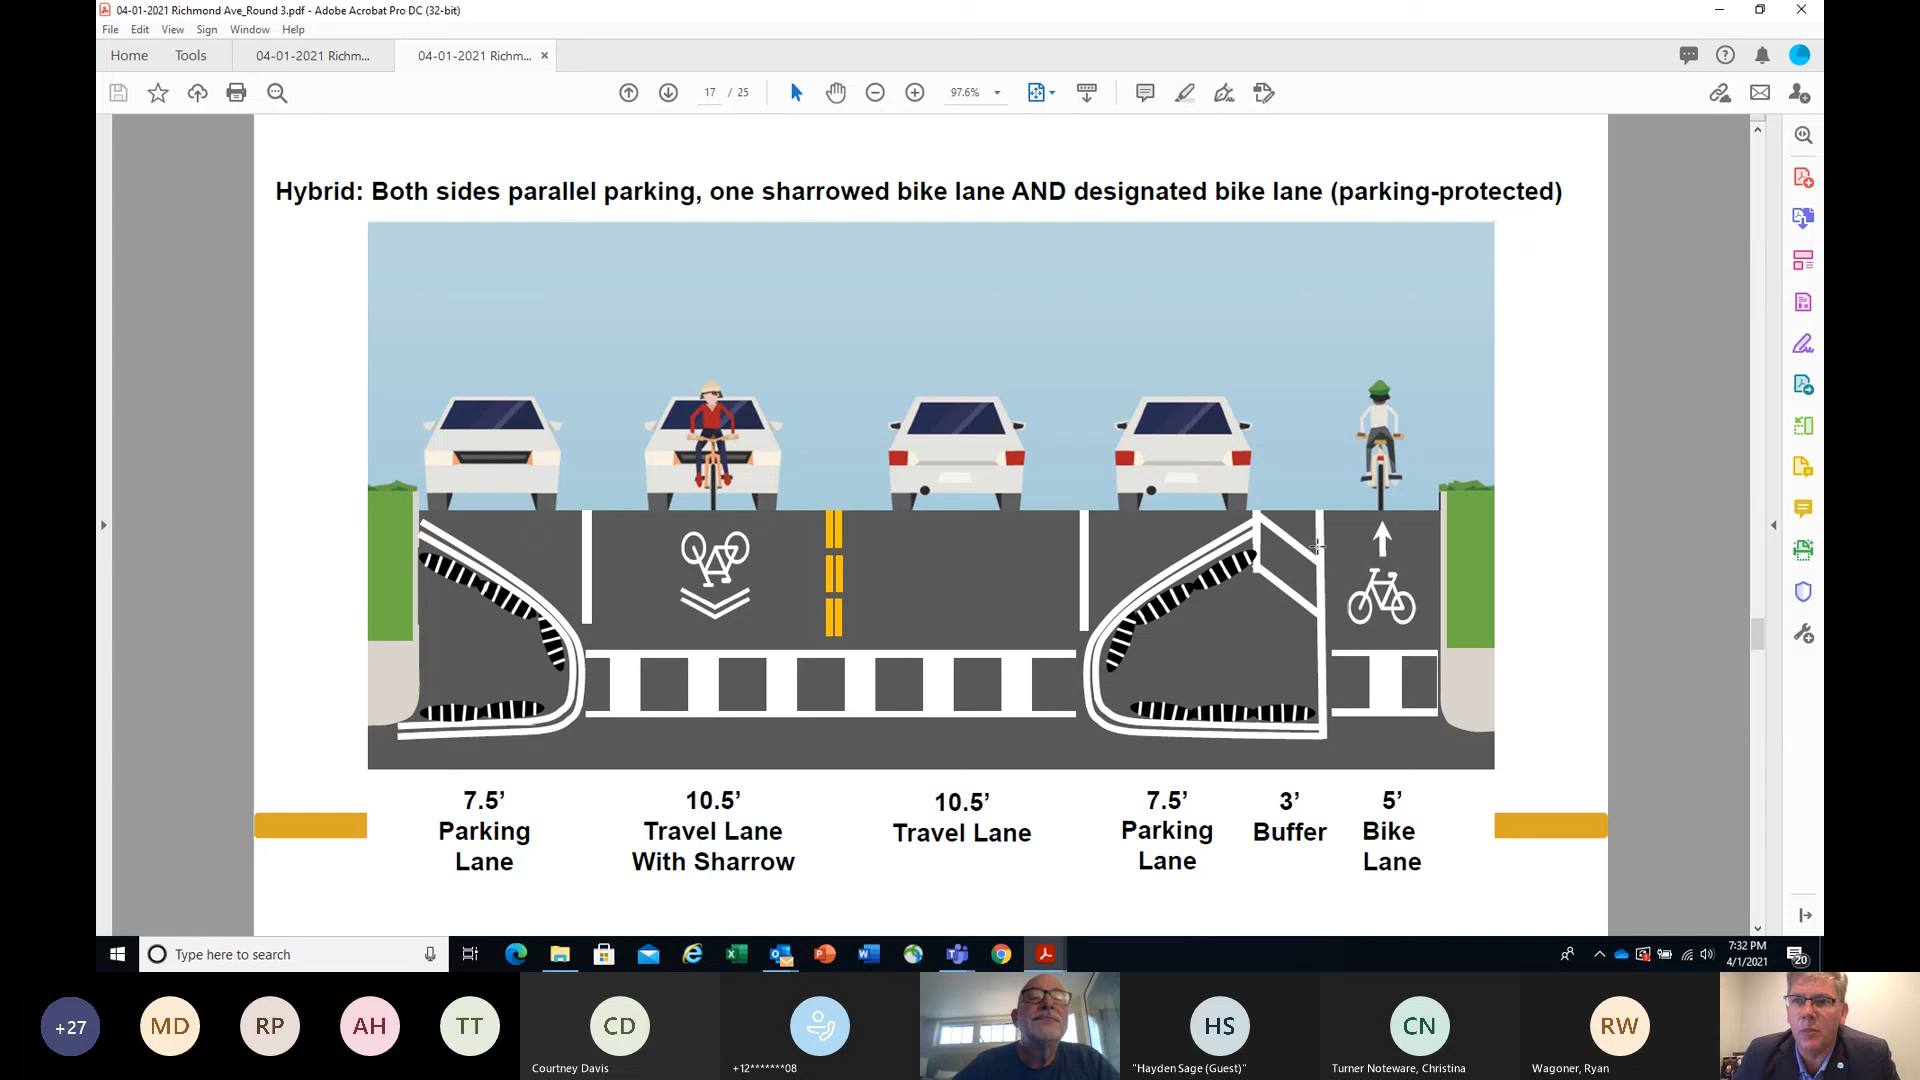 04-01-2021 Richmond Ave_Round 3.pdf - Adobe Acrobat Pro DC (32-bit)
File Edit View Sign Window Help
Home Tools 04-01-2021 Richm... 04-01-2021 Richm... ×
17 / 25 97.6%
Hybrid: Both sides parallel parking, one sharrowed bike lane AND designated bike lane (parking-protected)
7.5’ Parking Lane
10.5’ Travel Lane With Sharrow
10.5’ Travel Lane
7.5’ Parking Lane
3’ Buffer
5’ Bike Lane
Type here to search
7:32 PM
4/1/2021
20
+27 MD RP AH TT CD HS CN RW
Courtney Davis +12*******08 "Hayden Sage (Guest)" Turner Noteware, Christina Wagoner, Ryan